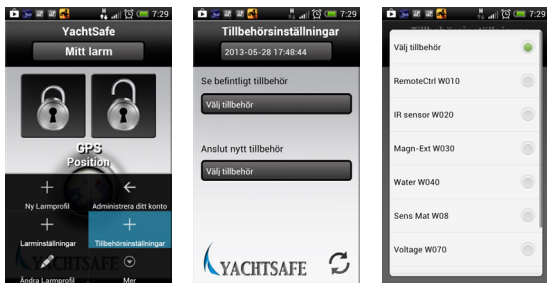 7:29
YachtSafe
Mitt larm
GPS
Position
Ny Larmprofil
Administrera ditt konto
Larminställningar
Tillbehörsinställningar
YACHTSAFE
Ändra Larmprofil
Mer
7:29
Tillbehörsinställningar
2013-05-28 17:48:44
Se befintligt tillbehör
Välj tillbehör
Anslut nytt tillbehör
Välj tillbehör
YACHTSAFE
7:29
Tillbehörsinställningar
Välj tillbehör
RemoteCtrl W010
IR sensor W020
Magn-Ext W030
Water W040
Sens Mat W08
Voltage W070